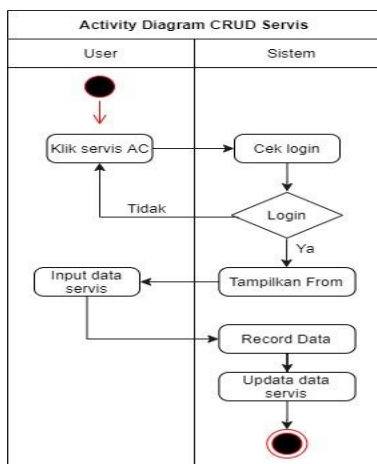 Activity Diagram CRUD Servis
User
Sistem
Klik servis AC
Cek login
Tidak
Login
Ya
Input data
servis
Tampilkan From
Record Data
Updata data
servis